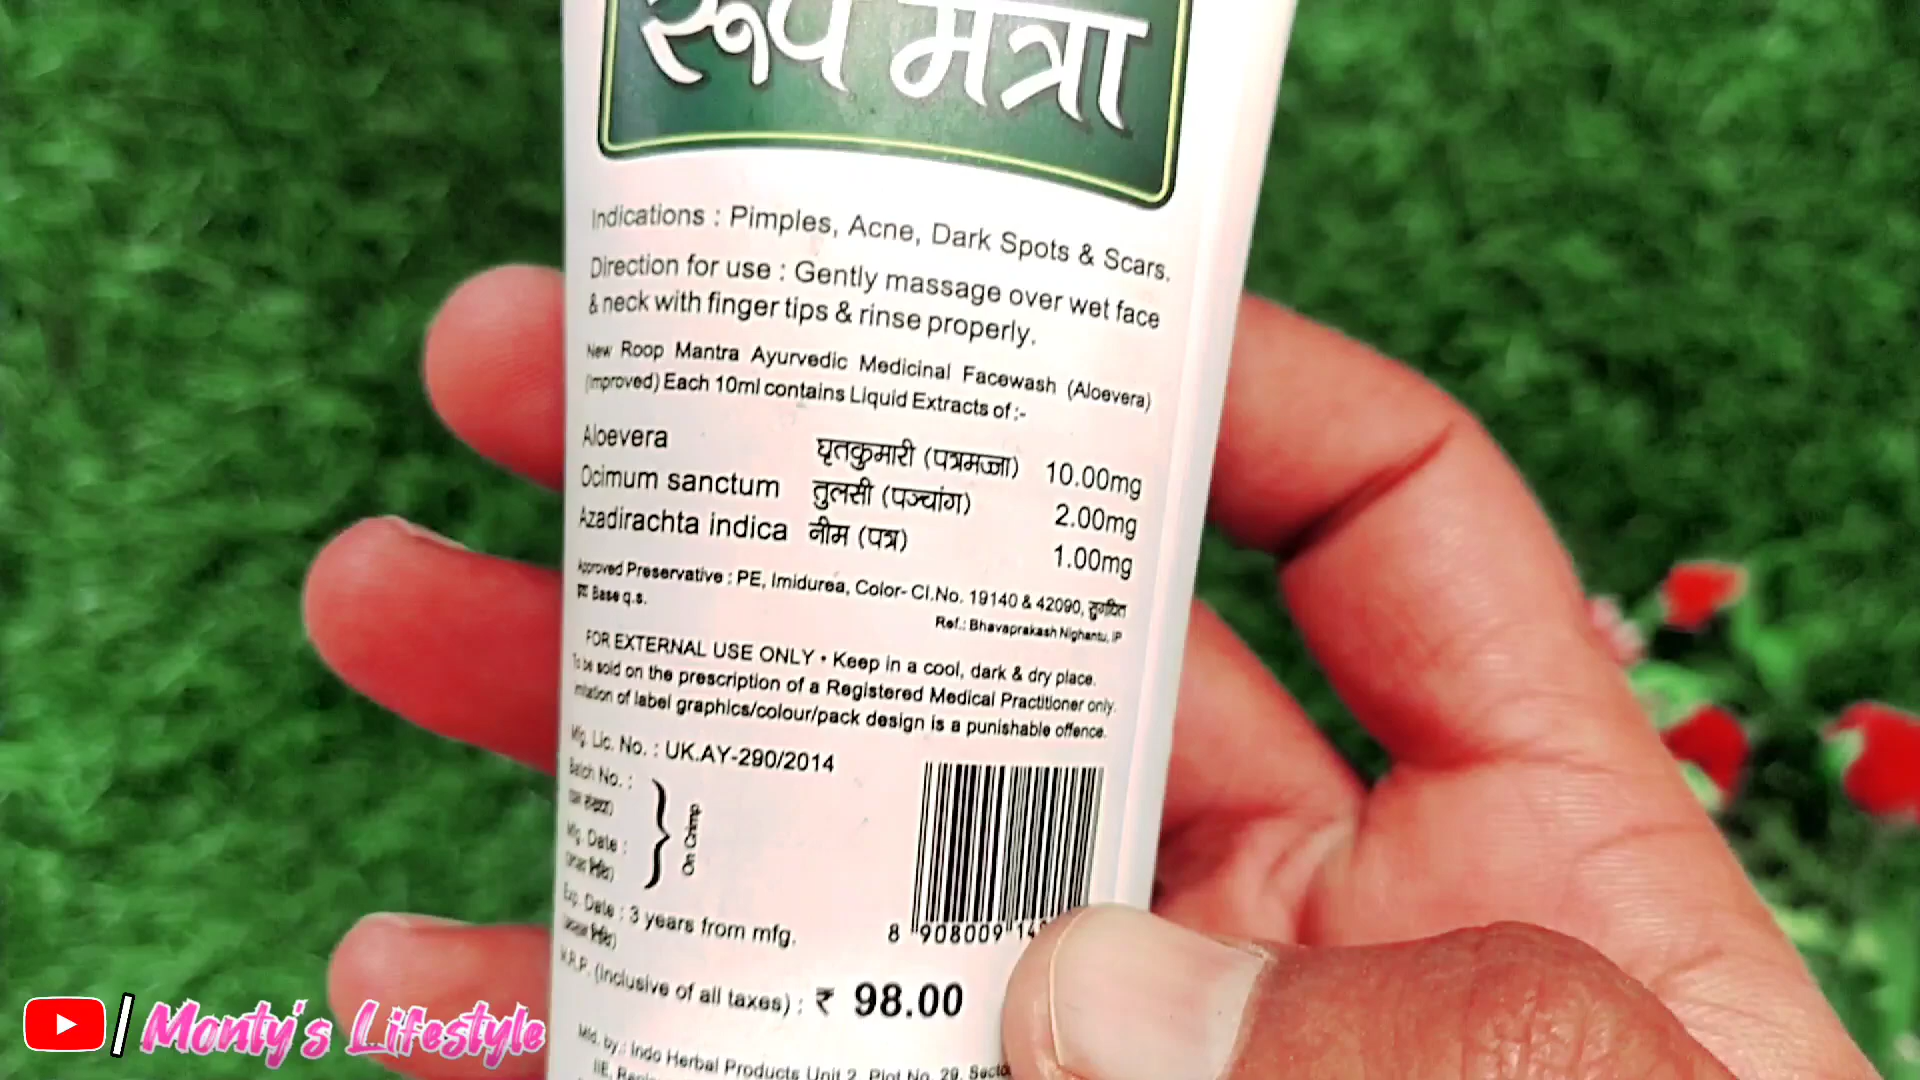 रूप मंत्रा
Indications : Pimples, Acne, Dark Spots & Scars.
Direction for use : Gently massage over wet face
& neck with finger tips & rinse properly.
New Roop Mantra Ayurvedic Medicinal Facewash (Aloevera)
(Improved) Each 10ml contains Liquid Extracts of :-
Aloevera घृतकुमारी (पत्रमज्जा) 10.00mg
Ocimum sanctum तुलसी (पञ्चांग) 2.00mg
Azadirachta indica नीम (पत्र) 1.00mg
Approved Preservative : PE, Imidurea, Color- CI.No. 19140 & 42090, सुगंधित
Base q.s.
Ref.: Bhavaprakash Nighantu, IP
FOR EXTERNAL USE ONLY • Keep in a cool, dark & dry place.
To be sold on the prescription of a Registered Medical Practitioner only.
Imitation of label graphics/colour/pack design is a punishable offence.
Mfg. Lic. No. : UK.AY-290/2014
Batch No. :
Mfg. Date :
On Crimp
Exp. Date : 3 years from mfg.
8 908009 14
M.R.P. (Inclusive of all taxes) : ₹ 98.00
Mfd. by.: Indo Herbal Products Unit 2, Plot No. 29, Secto
IIE,
Monty's Lifestyle